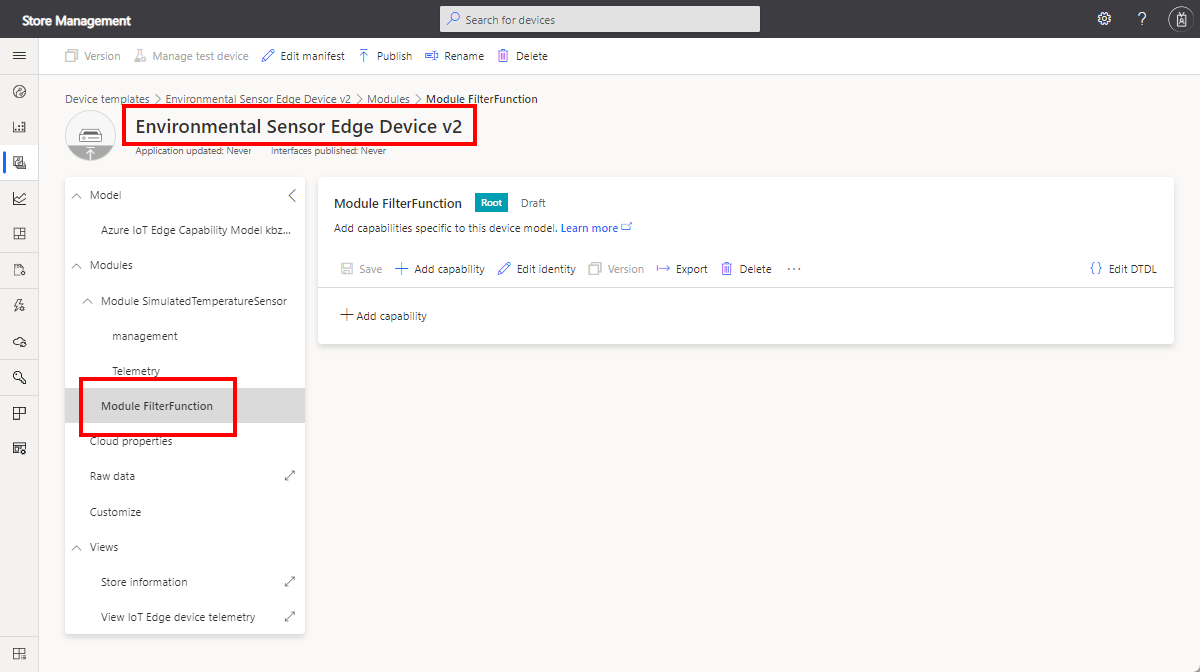 Store Management
Search for devices
?
Version Manage test device Edit manifest Publish Rename Delete
Device templates > Environmental Sensor Edge Device v2 > Modules > Module FilterFunction
Environmental Sensor Edge Device v2
Application updated: Never Interfaces published: Never
Model
Azure IoT Edge Capability Model kbz...
Modules
Module SimulatedTemperatureSensor
management
Telemetry
Module FilterFunction
Cloud properties
Raw data
Customize
Views
Store information
View IoT Edge device telemetry
Module FilterFunction Root Draft
Add capabilities specific to this device model. Learn more
Save Add capability Edit identity Version Export Delete ... {} Edit DTDL
Add capability